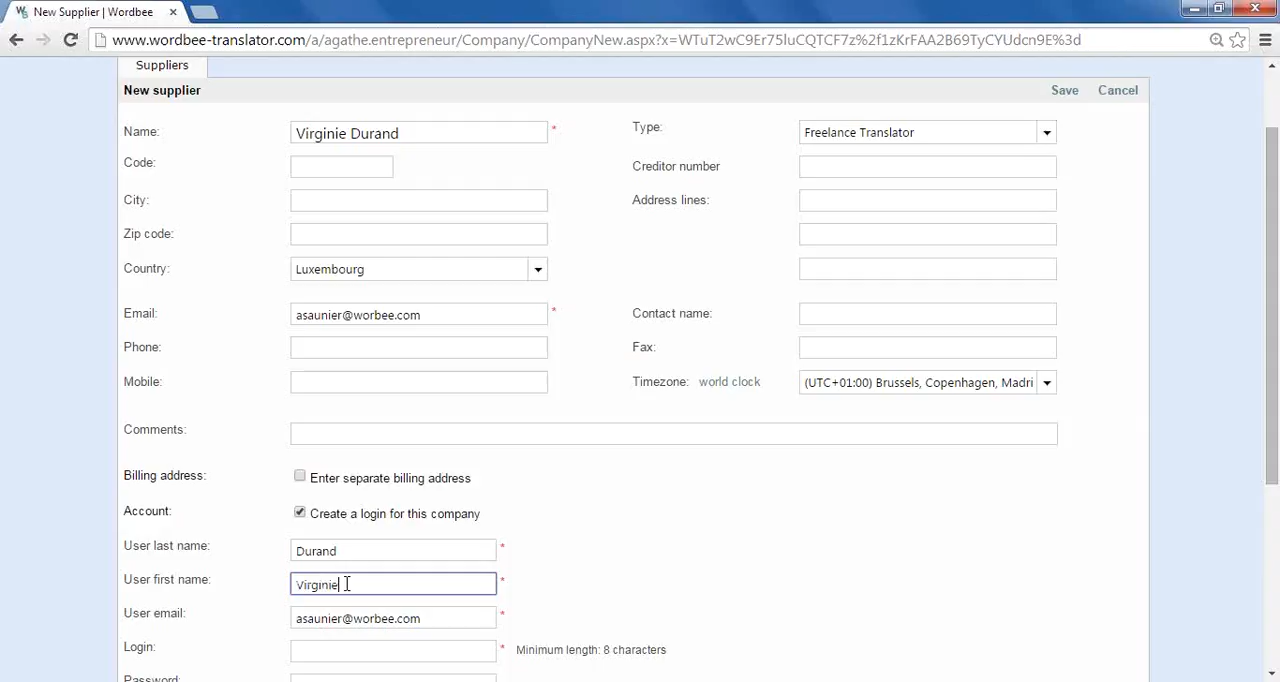 New Supplier | Wordbee
www.wordbee-translator.com/a/agathe.entrepreneur/Company/CompanyNew.aspx?x=WTuT2wC9Er75luCQTCF7z%2f1zKrFAA2B69TyCYUdcn9E%3d
Suppliers
New supplier Save Cancel
Name: Virginie Durand * Type: Freelance Translator
Code: Creditor number
City: Address lines:
Zip code:
Country: Luxembourg
Email: asaunier@worbee.com * Contact name:
Phone: Fax:
Mobile: Timezone: world clock (UTC+01:00) Brussels, Copenhagen, Madri
Comments:
Billing address: Enter separate billing address
Account: Create a login for this company
User last name: Durand *
User first name: Virginie *
User email: asaunier@worbee.com *
Login: * Minimum length: 8 characters
Password: